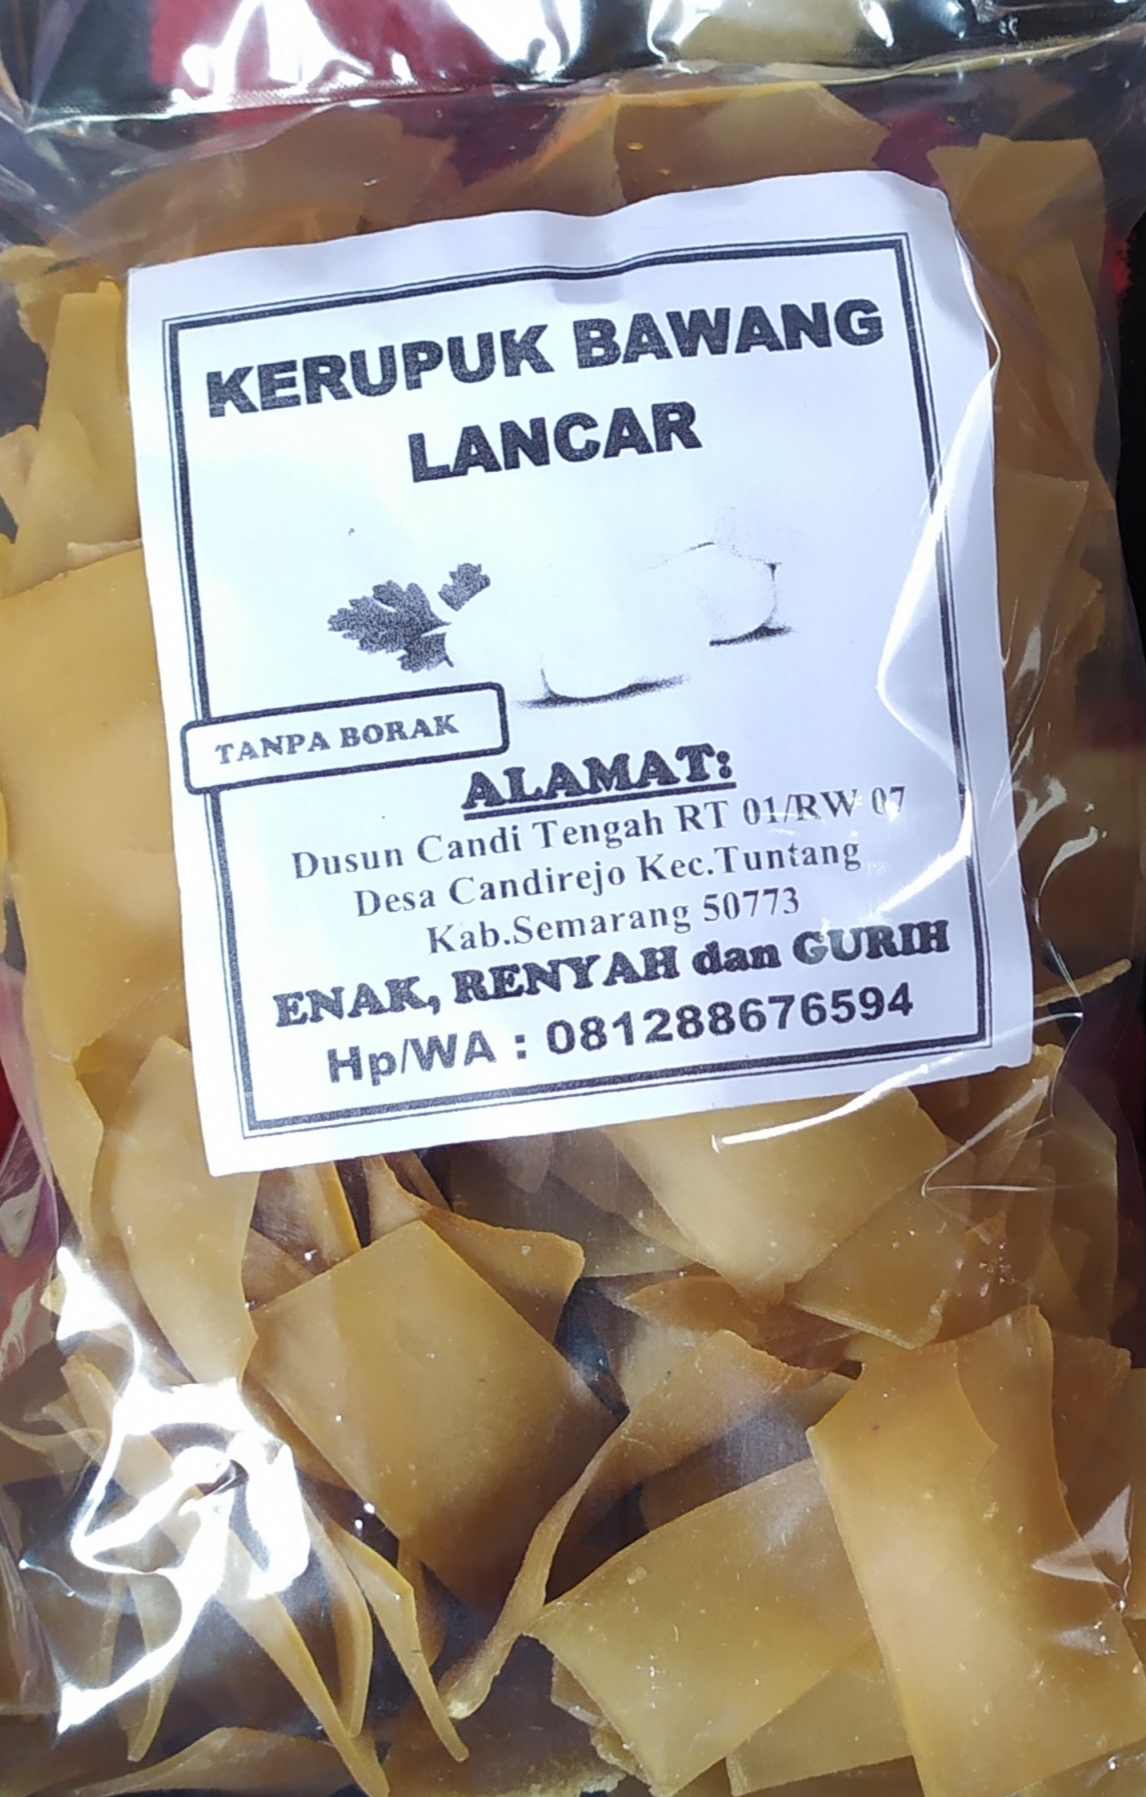 KERUPUK BAWANG
LANCAR
TANPA BORAK
ALAMAT:
Dusun Candi Tengah RT 01/RW 07
Desa Candirejo Kec.Tuntang
Kab.Semarang 50773
ENAK, RENYAH dan GURIH
Hp/WA : 081288676594